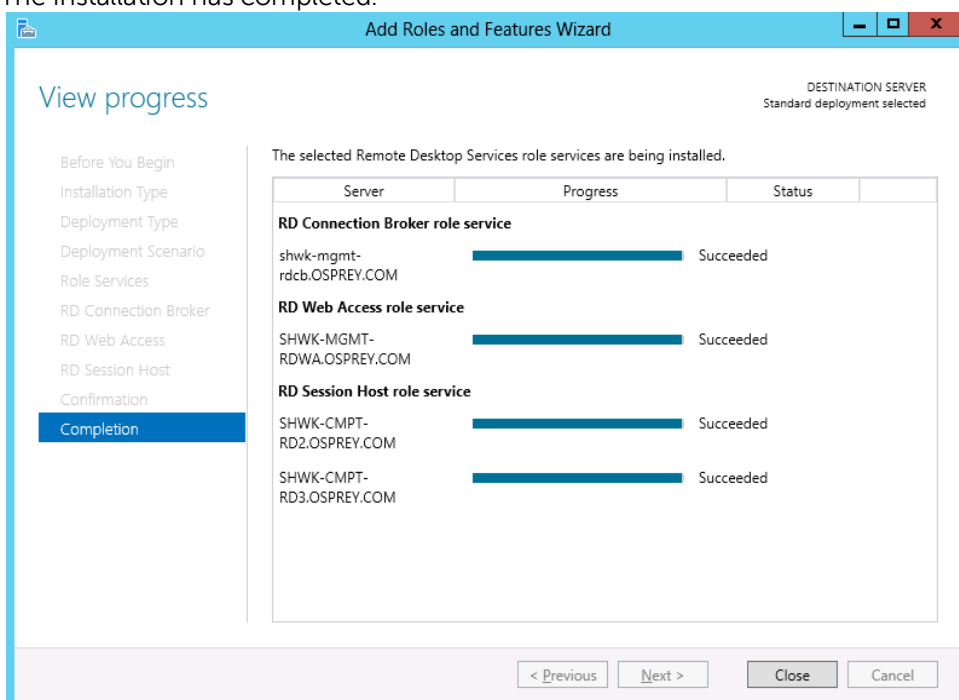 The installation has completed.
Add Roles and Features Wizard
View progress
DESTINATION SERVER
Standard deployment selected
Before You Begin
Installation Type
Deployment Type
Deployment Scenario
Role Services
RD Connection Broker
RD Web Access
RD Session Host
Confirmation
Completion
The selected Remote Desktop Services role services are being installed.
Server Progress Status
RD Connection Broker role service
shwk-mgmt- Succeeded
rdcb.OSPREY.COM
RD Web Access role service
SHWK-MGMT- Succeeded
RDWA.OSPREY.COM
RD Session Host role service
SHWK-CMPT- Succeeded
RD2.OSPREY.COM
SHWK-CMPT- Succeeded
RD3.OSPREY.COM
< Previous Next > Close Cancel